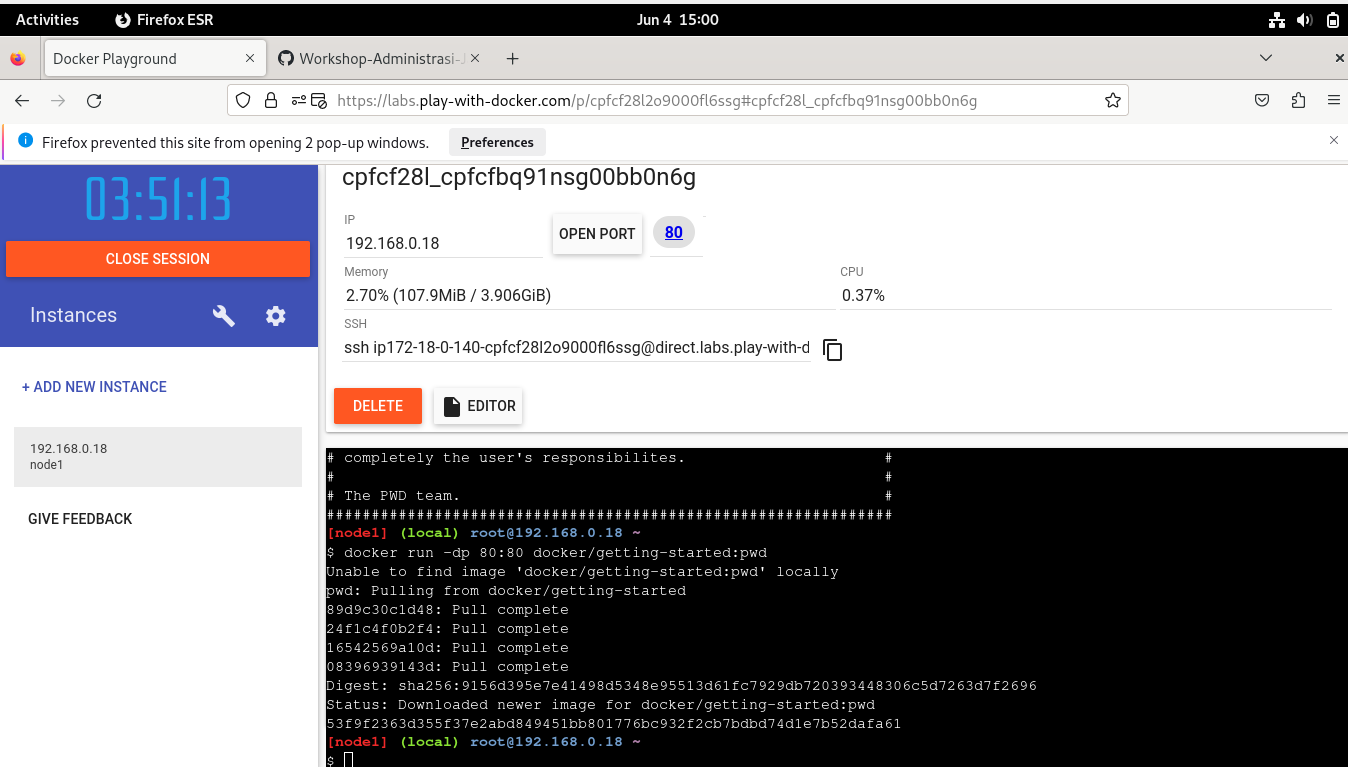 Activities Firefox ESR Jun 4 15:00
Docker Playground Workshop-Administrasi-J
https://labs.play-with-docker.com/p/cpfcf28l2o9000fl6ssg#cpfcf28l_cpfcfbq91nsg00bb0n6g
Firefox prevented this site from opening 2 pop-up windows. Preferences
03:51:13
CLOSE SESSION
Instances
+ ADD NEW INSTANCE
192.168.0.18
node1
GIVE FEEDBACK
cpfcf28l_cpfcfbq91nsg00bb0n6g
IP
192.168.0.18
OPEN PORT
80
Memory
2.70% (107.9MiB / 3.906GiB)
CPU
0.37%
SSH
ssh ip172-18-0-140-cpfcf28l2o9000fl6ssg@direct.labs.play-with-d
DELETE
EDITOR
# completely the user's responsibilites. #
# #
# The PWD team. #
###############################################################
[node1] (local) root@192.168.0.18 ~
$ docker run -dp 80:80 docker/getting-started:pwd
Unable to find image 'docker/getting-started:pwd' locally
pwd: Pulling from docker/getting-started
89d9c30c1d48: Pull complete
24f1c4f0b2f4: Pull complete
16542569a10d: Pull complete
08396939143d: Pull complete
Digest: sha256:9156d395e7e41498d5348e95513d61fc7929db720393448306c5d7263d7f2696
Status: Downloaded newer image for docker/getting-started:pwd
53f9f2363d355f37e2abd849451bb801776bc932f2cb7bdbd74d1e7b52dafa61
[node1] (local) root@192.168.0.18 ~
$